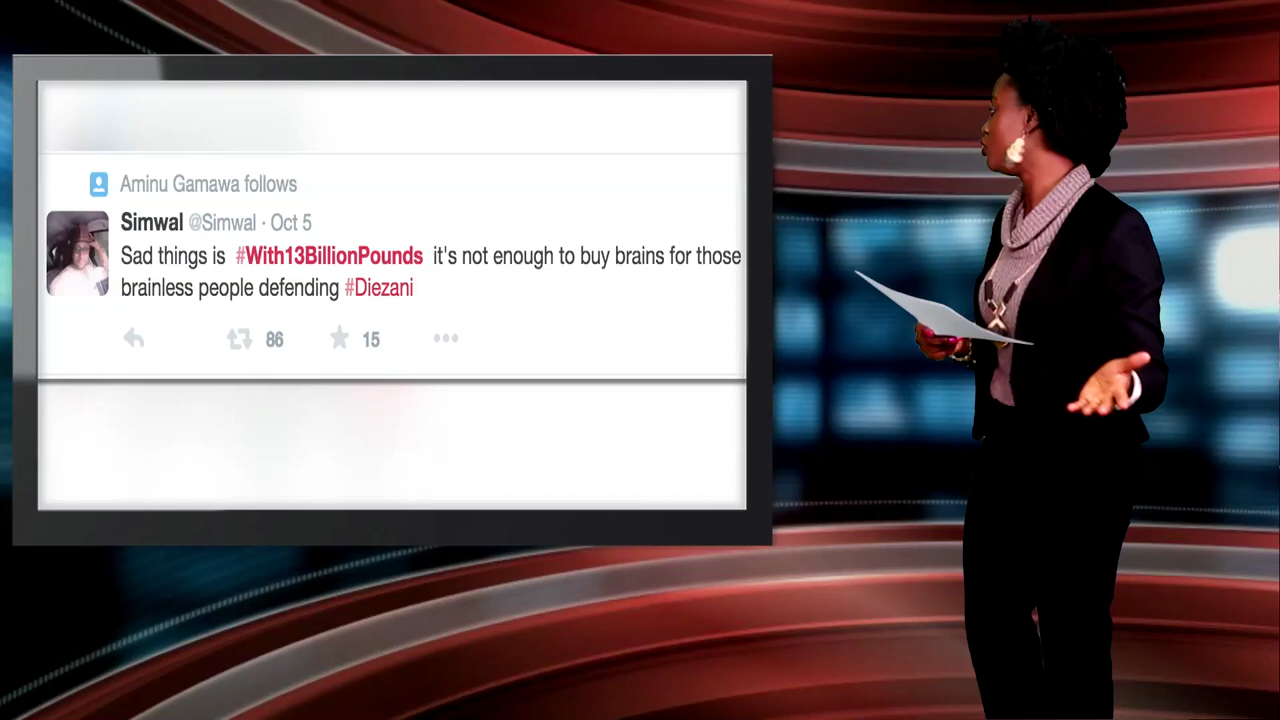 Aminu Gamawa follows
Simwal @Simwal · Oct 5
Sad things is #With13BillionPounds it's not enough to buy brains for those
brainless people defending #Diezani
86 15